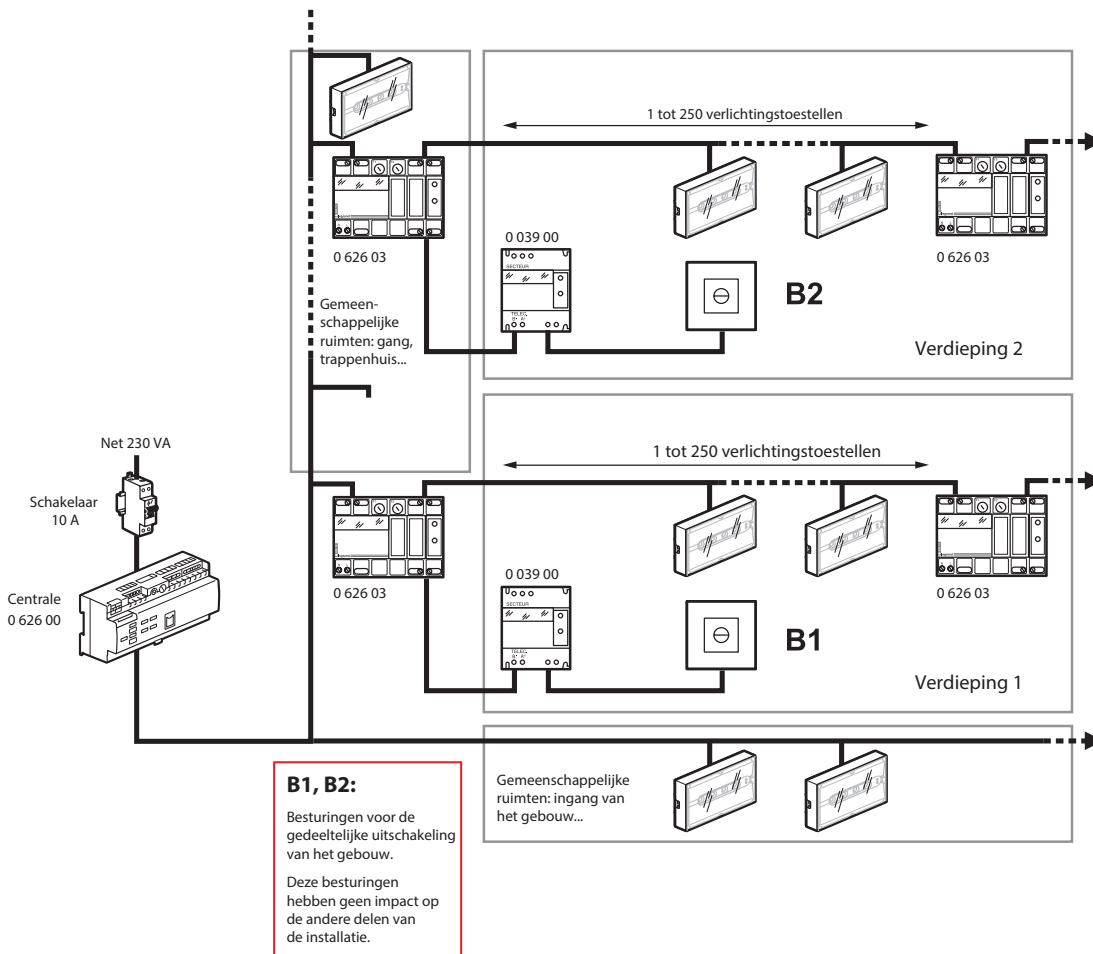 1 tot 250 verlichtingstoestellen
0 626 03
0 039 00
SECTEUR
TELEC.
B- A+
B2
0 626 03
Gemeen-
schappelijke
ruimten: gang,
trappenhuis...
Verdieping 2
Net 230 VA
Schakelaar
10 A
Centrale
0 626 00
1 tot 250 verlichtingstoestellen
0 626 03
0 039 00
SECTEUR
TELEC.
B- A+
B1
0 626 03
Verdieping 1
Gemeenschappelijke
ruimten: ingang van
het gebouw...
B1, B2:
Besturingen voor de
gedeeltelijke uitschakeling
van het gebouw.
Deze besturingen
hebben geen impact op
de andere delen van
de installatie.